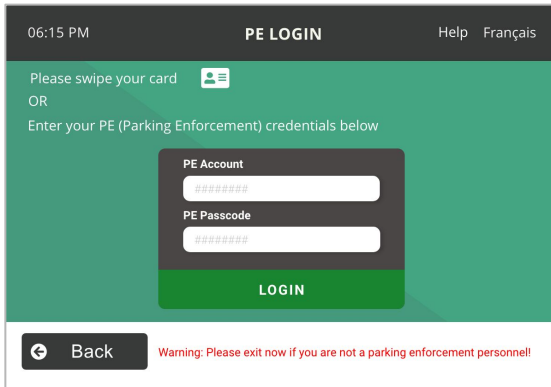 06:15 PM PE LOGIN Help Français
Please swipe your card
OR
Enter your PE (Parking Enforcement) credentials below
PE Account
########
PE Passcode
########
LOGIN
Back Warning: Please exit now if you are not a parking enforcement personnel!